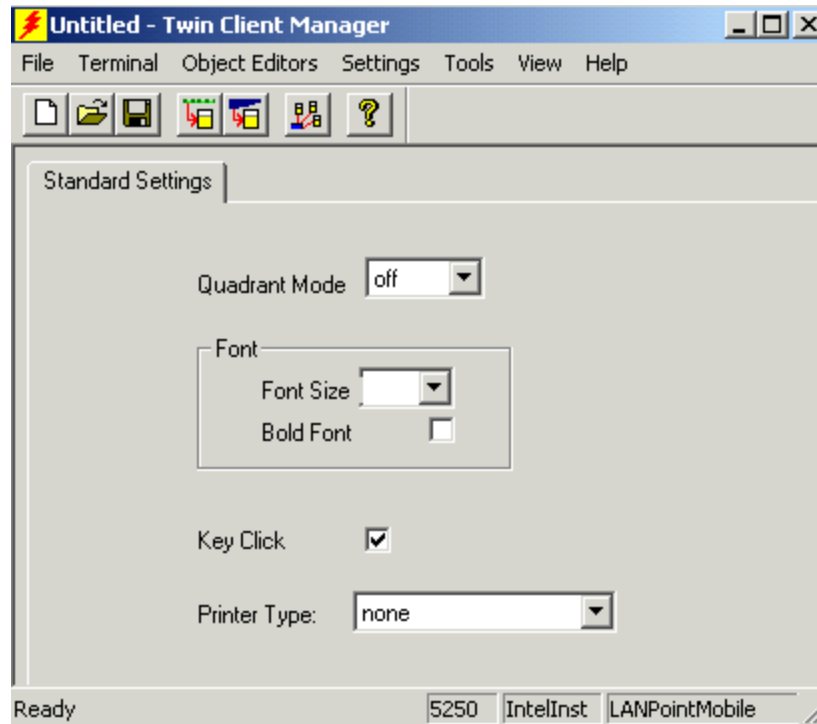 Untitled - Twin Client Manager
File Terminal Object Editors Settings Tools View Help
Standard Settings
Quadrant Mode off
Font
Font Size
Bold Font
Key Click
Printer Type: none
Ready 5250 IntelInst LANPointMobile